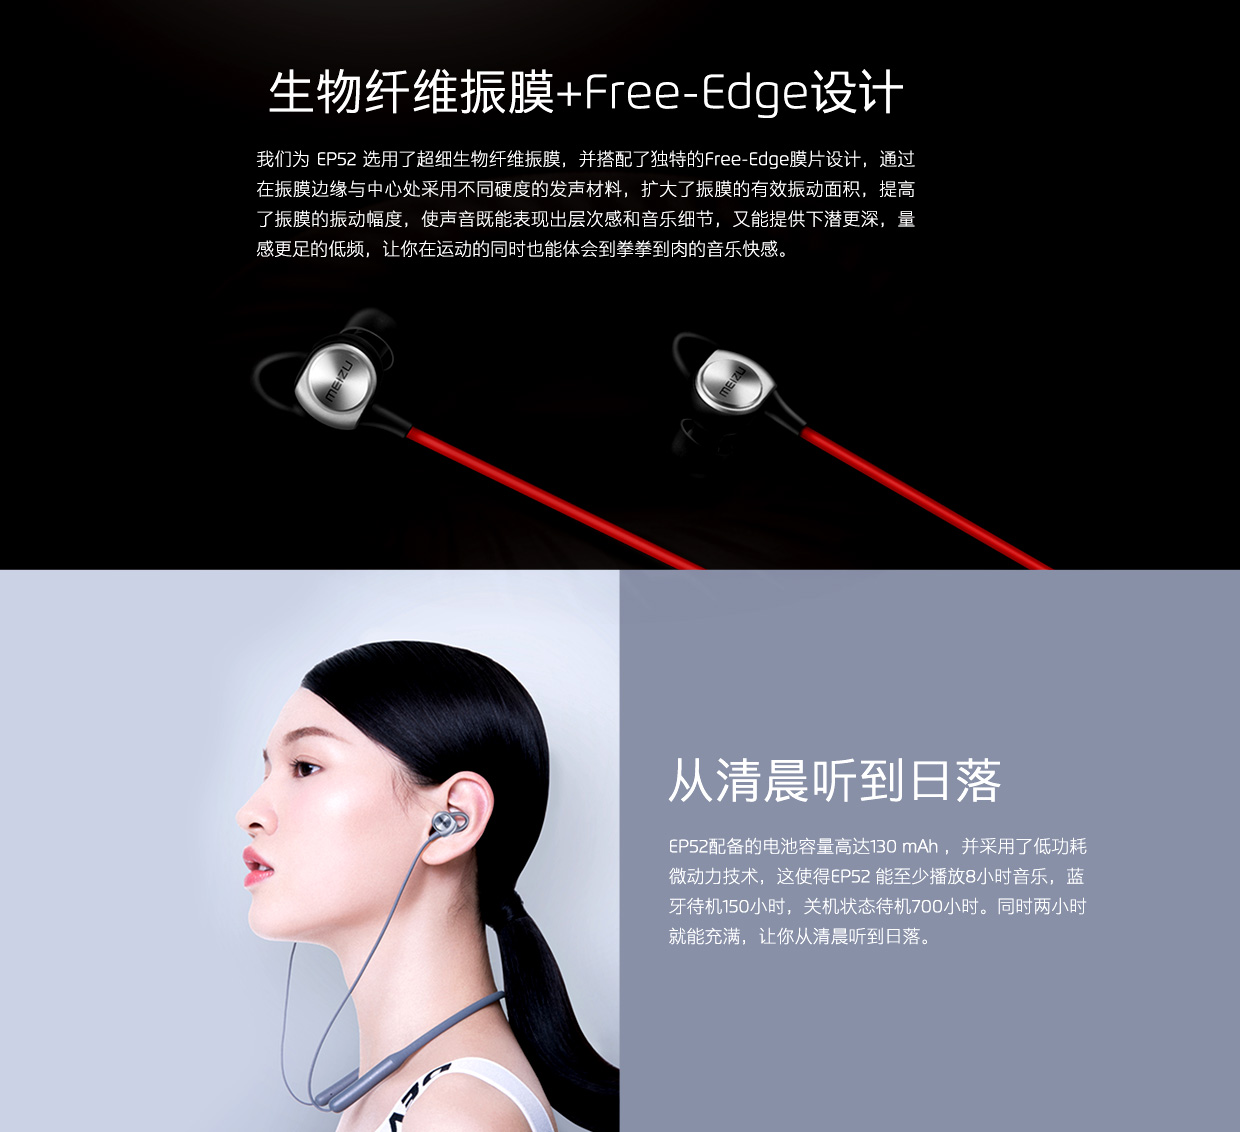 生物纤维振膜+Free-Edge设计
我们为 EP52 选用了超细生物纤维振膜，并搭配了独特的Free-Edge膜片设计，通过
在振膜边缘与中心处采用不同硬度的发声材料，扩大了振膜的有效振动面积，提高
了振膜的振动幅度，使声音既能表现出层次感和音乐细节，又能提供下潜更深，量
感更足的低频，让你在运动的同时也能体会到拳拳到肉的音乐快感。
MEIZU
MEIZU
从清晨听到日落
EP52配备的电池容量高达130 mAh ，并采用了低功耗
微动力技术，这使得EP52 能至少播放8小时音乐，蓝
牙待机150小时，关机状态待机700小时。同时两小时
就能充满，让你从清晨听到日落。